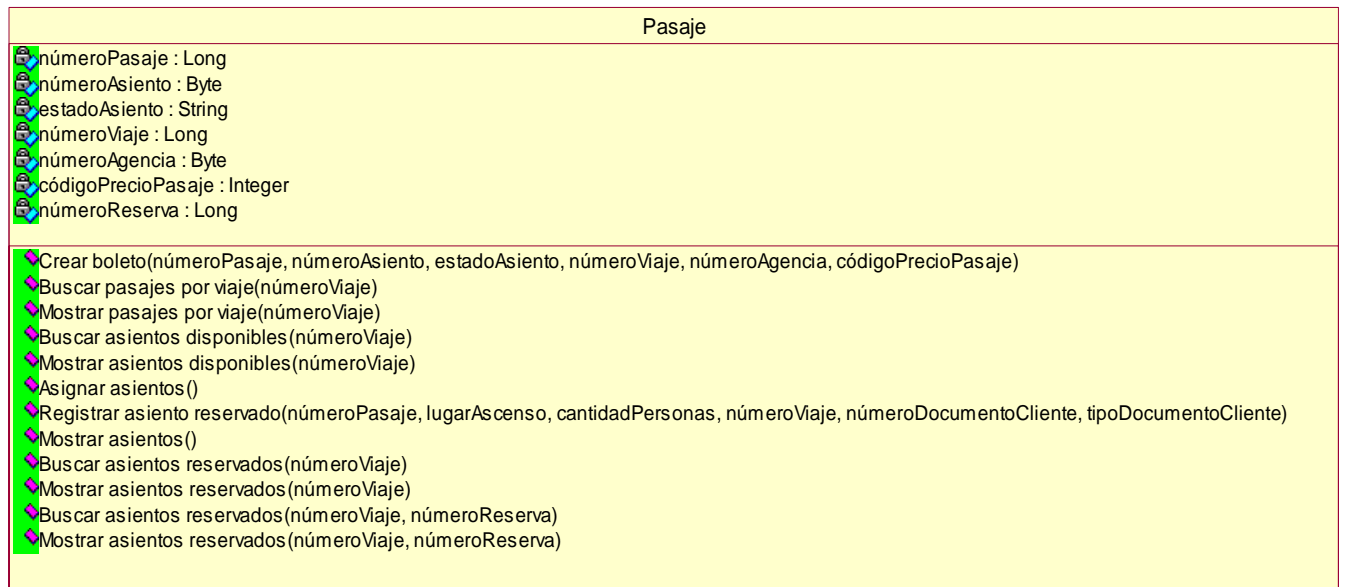 Pasaje
númeroPasaje : Long
númeroAsiento : Byte
estadoAsiento : String
númeroViaje : Long
númeroAgencia : Byte
códigoPrecioPasaje : Integer
númeroReserva : Long
Crear boleto(númeroPasaje, númeroAsiento, estadoAsiento, númeroViaje, númeroAgencia, códigoPrecioPasaje)
Buscar pasajes por viaje(númeroViaje)
Mostrar pasajes por viaje(númeroViaje)
Buscar asientos disponibles(númeroViaje)
Mostrar asientos disponibles(númeroViaje)
Asignar asientos()
Registrar asiento reservado(númeroPasaje, lugarAscenso, cantidadPersonas, númeroViaje, númeroDocumentoCliente, tipoDocumentoCliente)
Mostrar asientos()
Buscar asientos reservados(númeroViaje)
Mostrar asientos reservados(númeroViaje)
Buscar asientos reservados(númeroViaje, númeroReserva)
Mostrar asientos reservados(númeroViaje, númeroReserva)